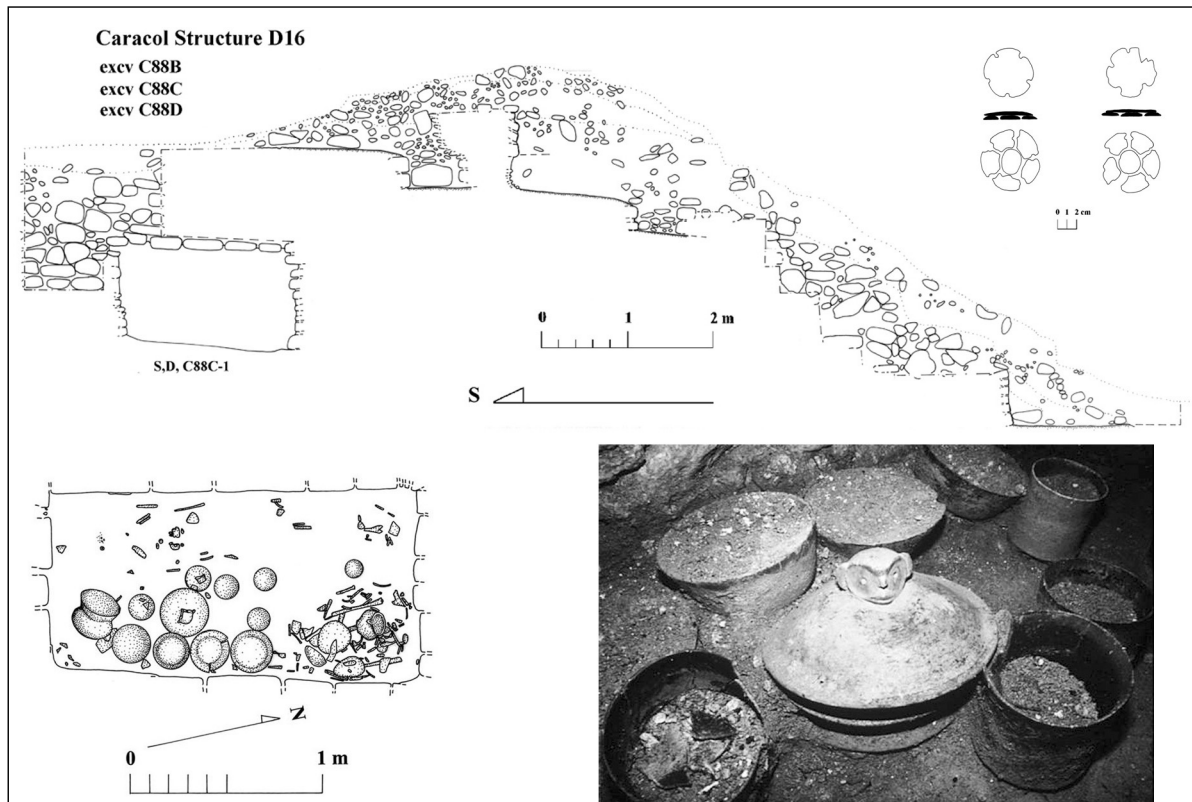 Caracol Structure D16
excv C88B
excv C88C
excv C88D
0 1 2 cm
0 1 2 m
S,D, C88C-1
S
N
0 1 m